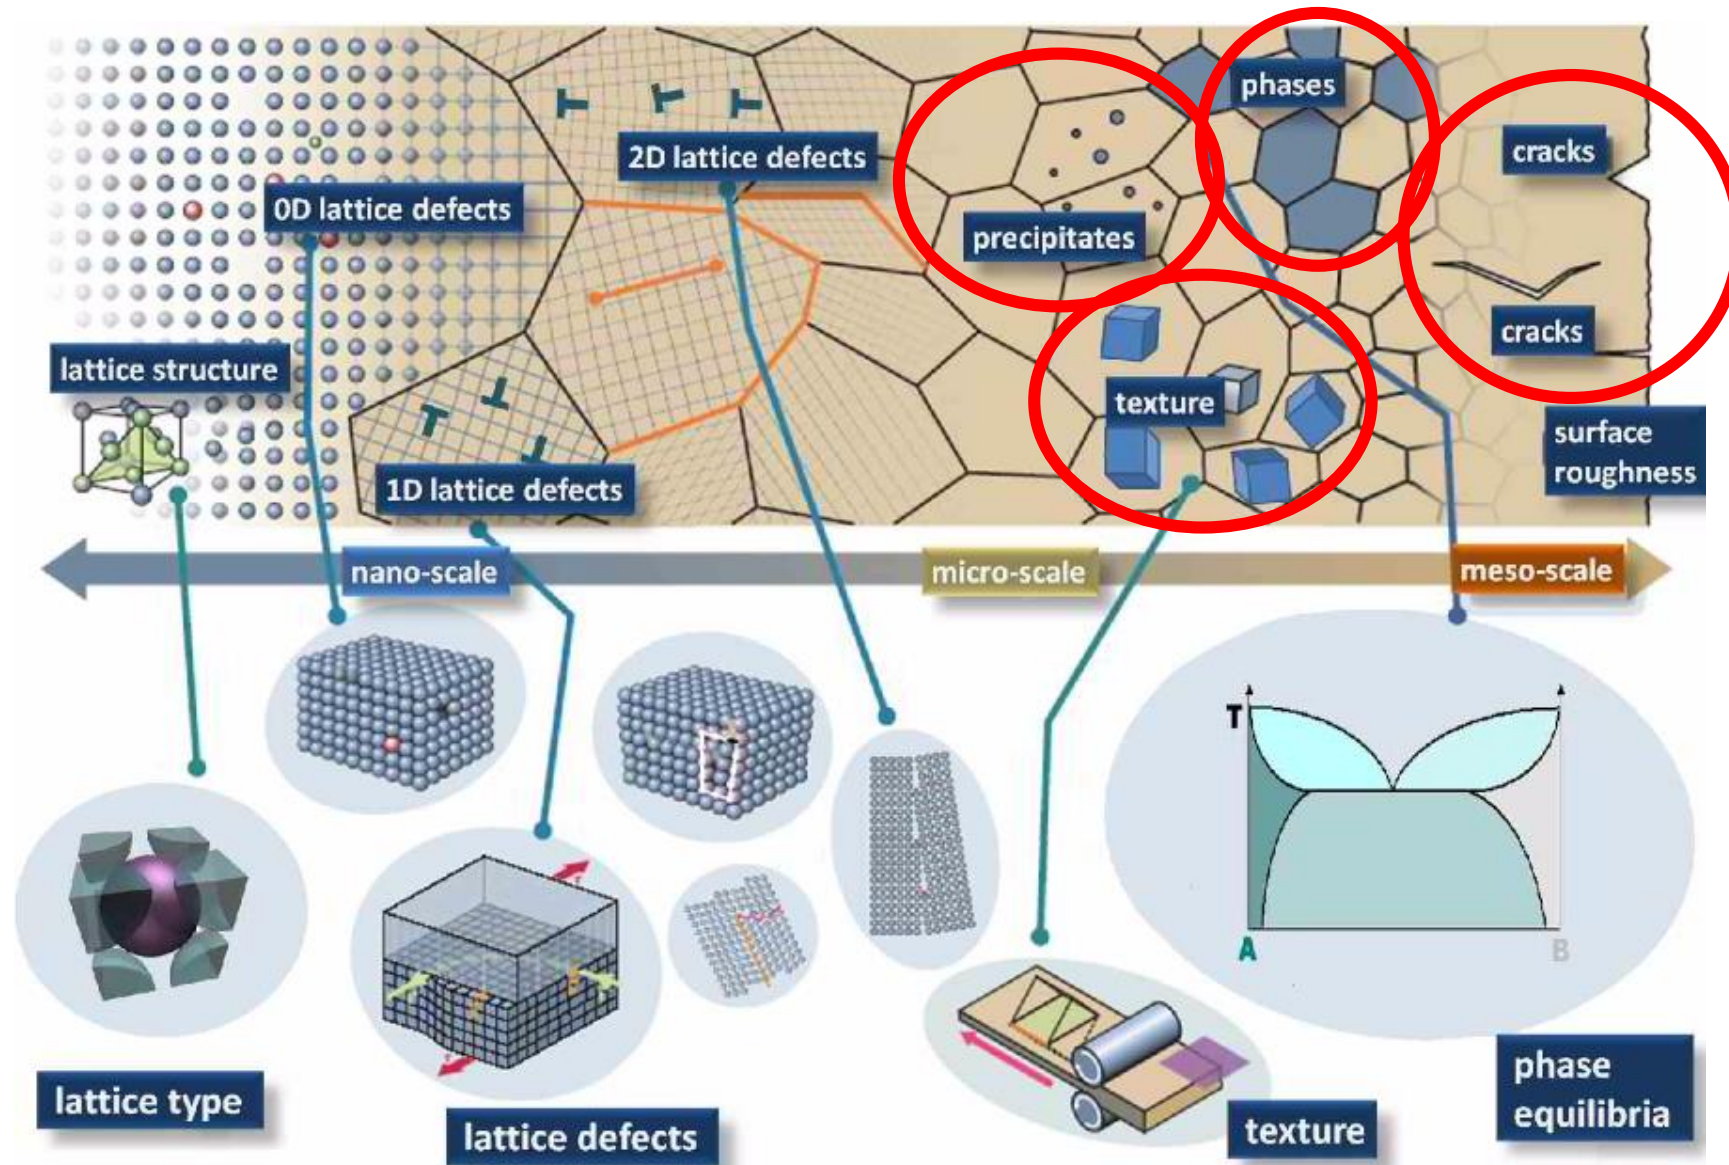 phases
cracks
2D lattice defects
0D lattice defects
precipitates
cracks
lattice structure
texture
surface
roughness
1D lattice defects
nano-scale
micro-scale
meso-scale
T
A
B
lattice type
lattice defects
texture
phase
equilibria